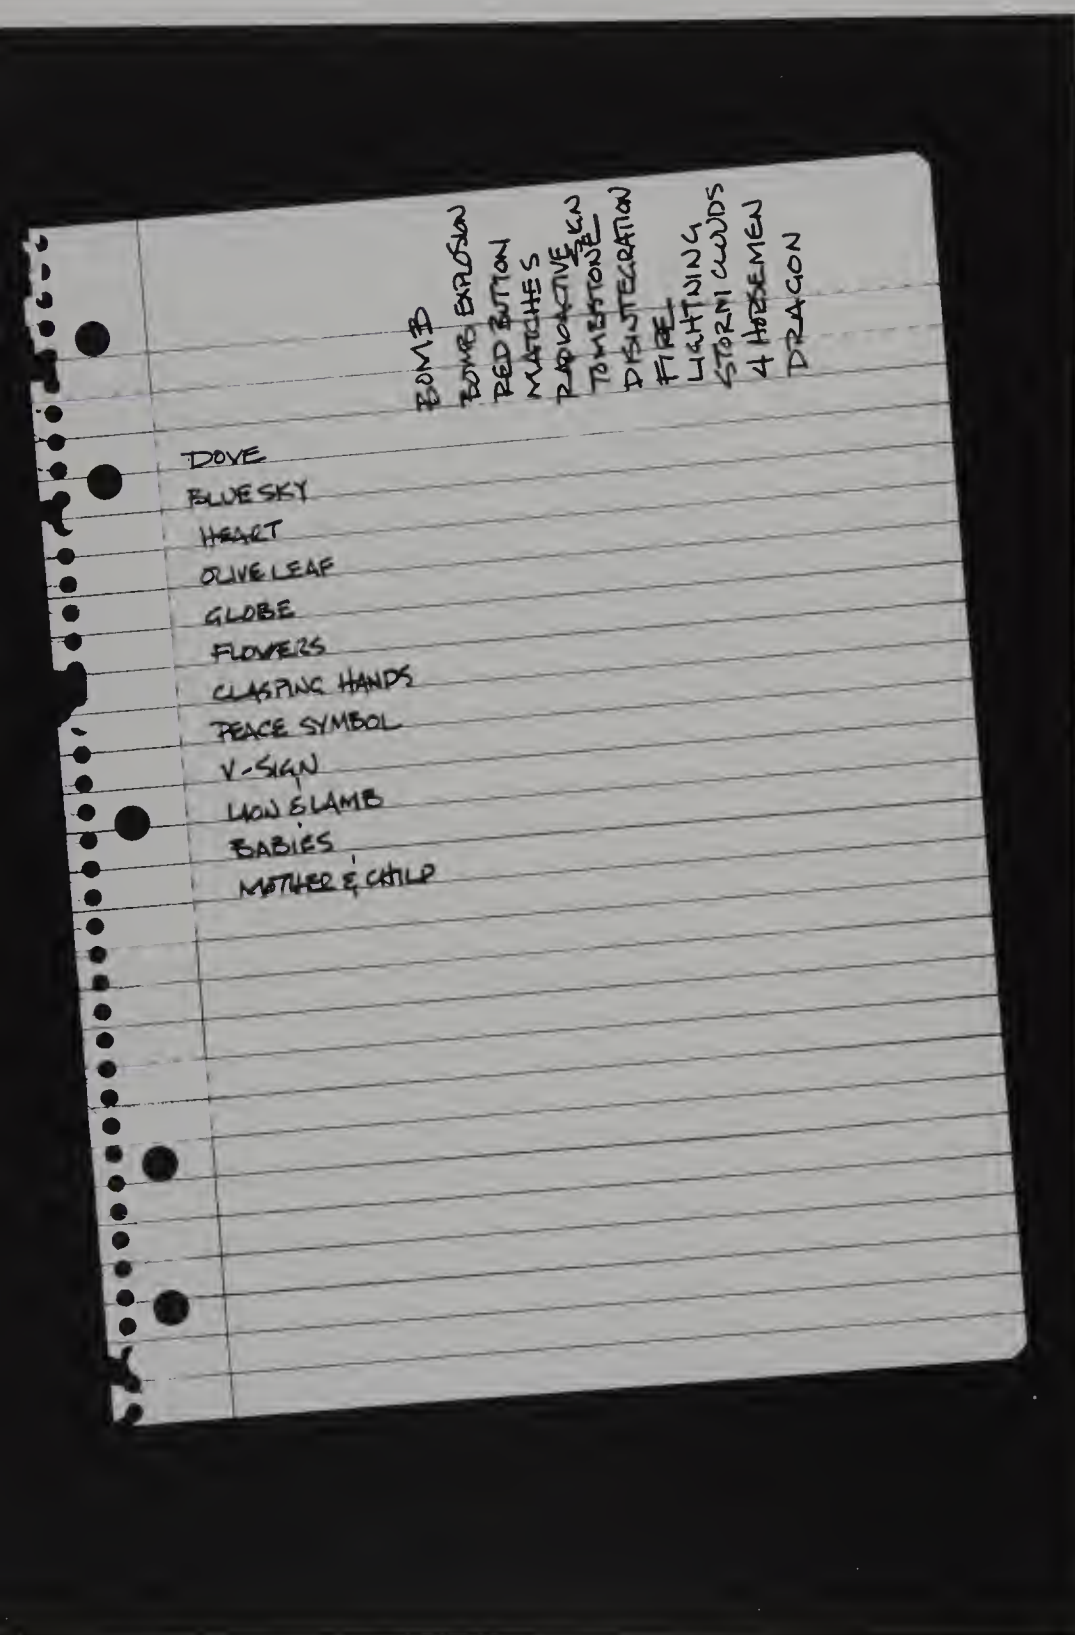 BOMB
BOMB EXPLOSION
RED BUTTON
MATCHES
RADIOACTIVE SIGN
TOMBSTONE
DISINTEGRATION
FIRE
LIGHTNING
STORM CLOUDS
4 HORSEMEN
DRAGON
DOVE
BLUE SKY
HEART
OLIVE LEAF
GLOBE
FLOWERS
CLASPING HANDS
PEACE SYMBOL
V-SIGN
LION & LAMB
BABIES
MOTHER & CHILD